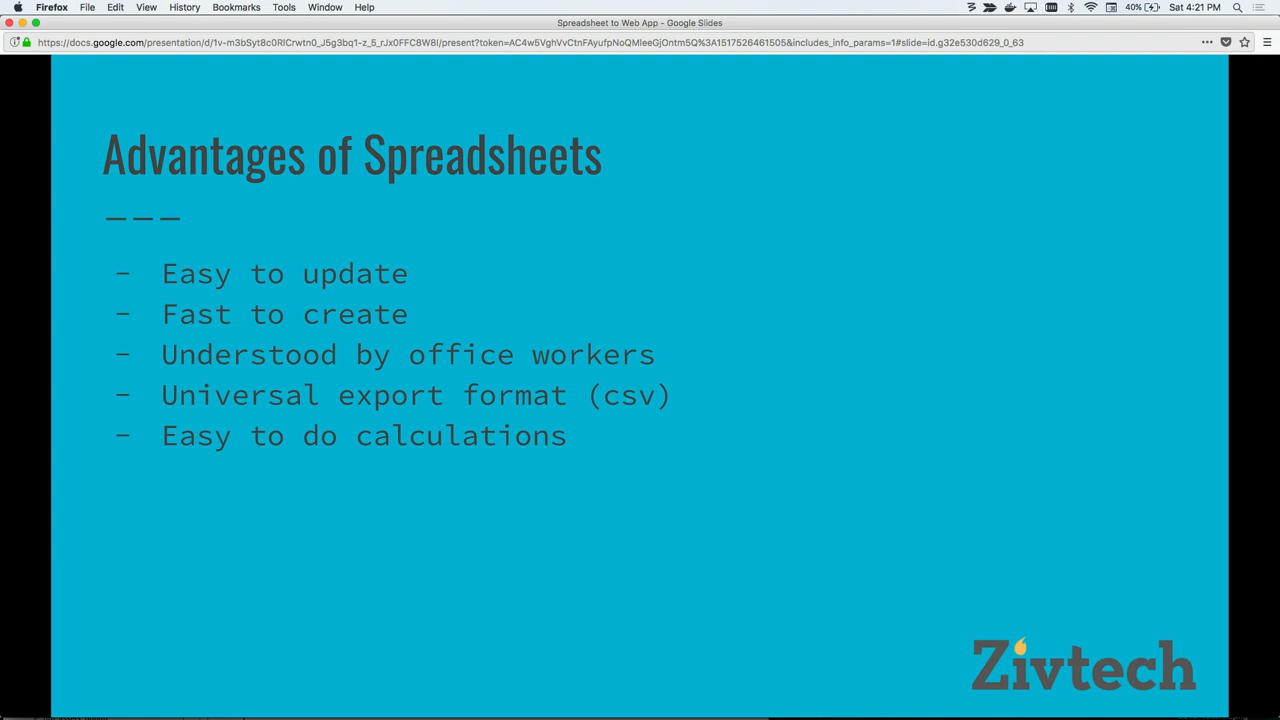 Firefox File Edit View History Bookmarks Tools Window Help 40% Sat 4:21 PM
Spreadsheet to Web App - Google Slides
Advantages of Spreadsheets
- Easy to update
- Fast to create
- Understood by office workers
- Universal export format (csv)
- Easy to do calculations
Zivtech